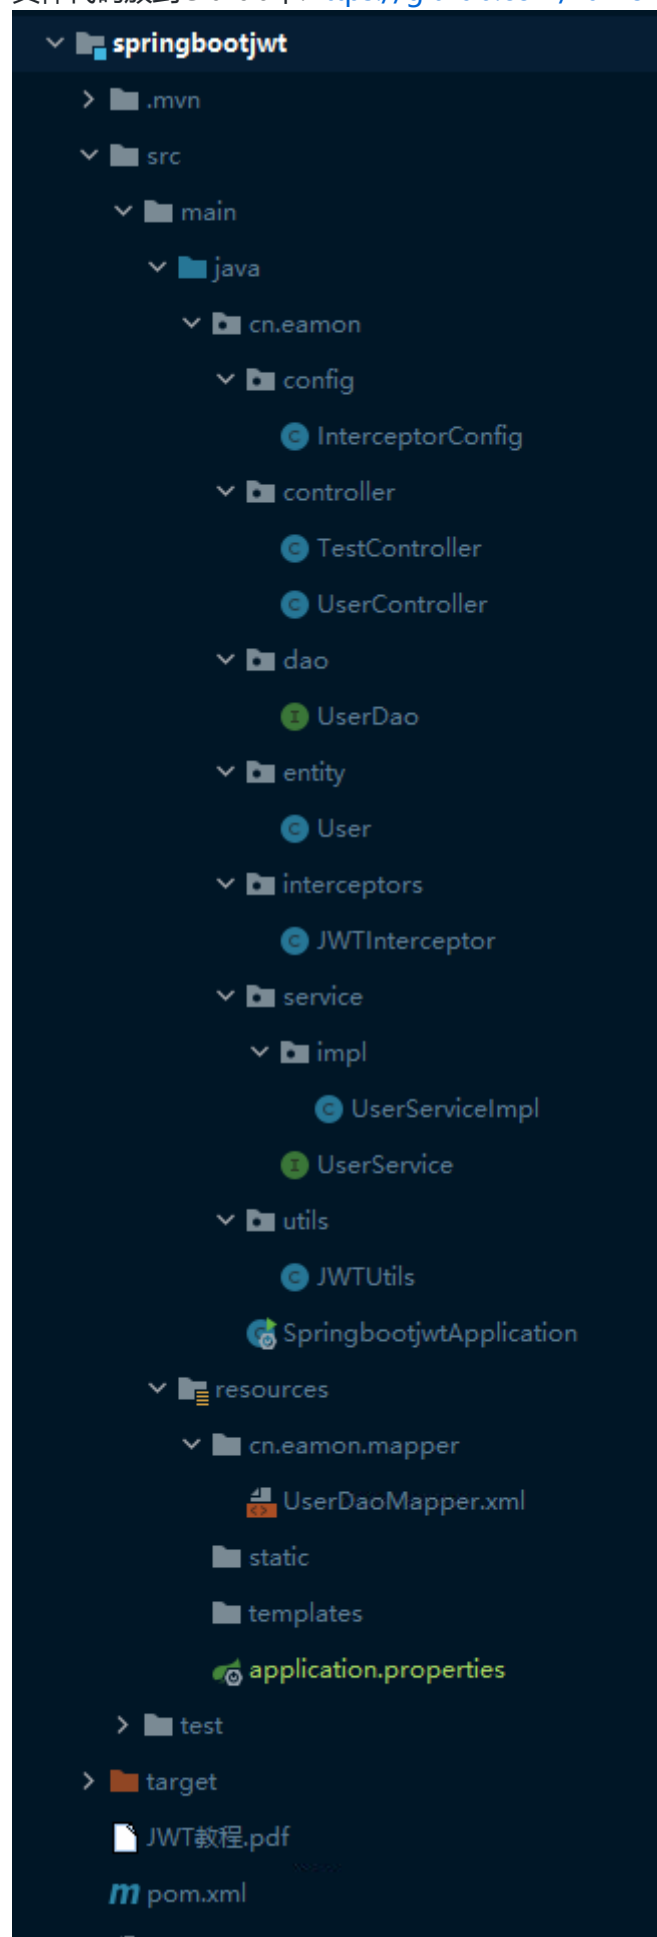 springbootjwt
.mvn
src
main
java
cn.eamon
config
InterceptorConfig
controller
TestController
UserController
dao
UserDao
entity
User
interceptors
JWTInterceptor
service
impl
UserServiceImpl
UserService
utils
JWTUtils
SpringbootjwtApplication
resources
cn.eamon.mapper
UserDaoMapper.xml
static
templates
application.properties
test
target
JWT教程.pdf
pom.xml